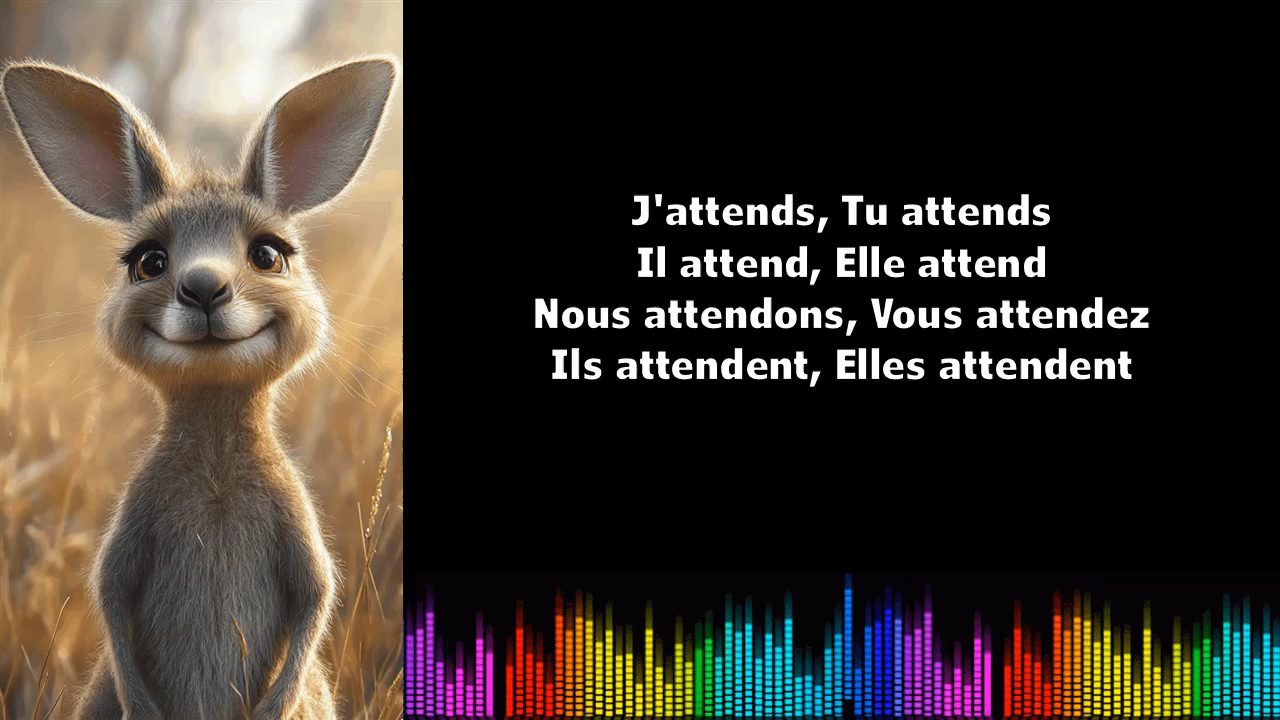 J'attends, Tu attends
Il attend, Elle attend
Nous attendons, Vous attendez
Ils attendent, Elles attendent